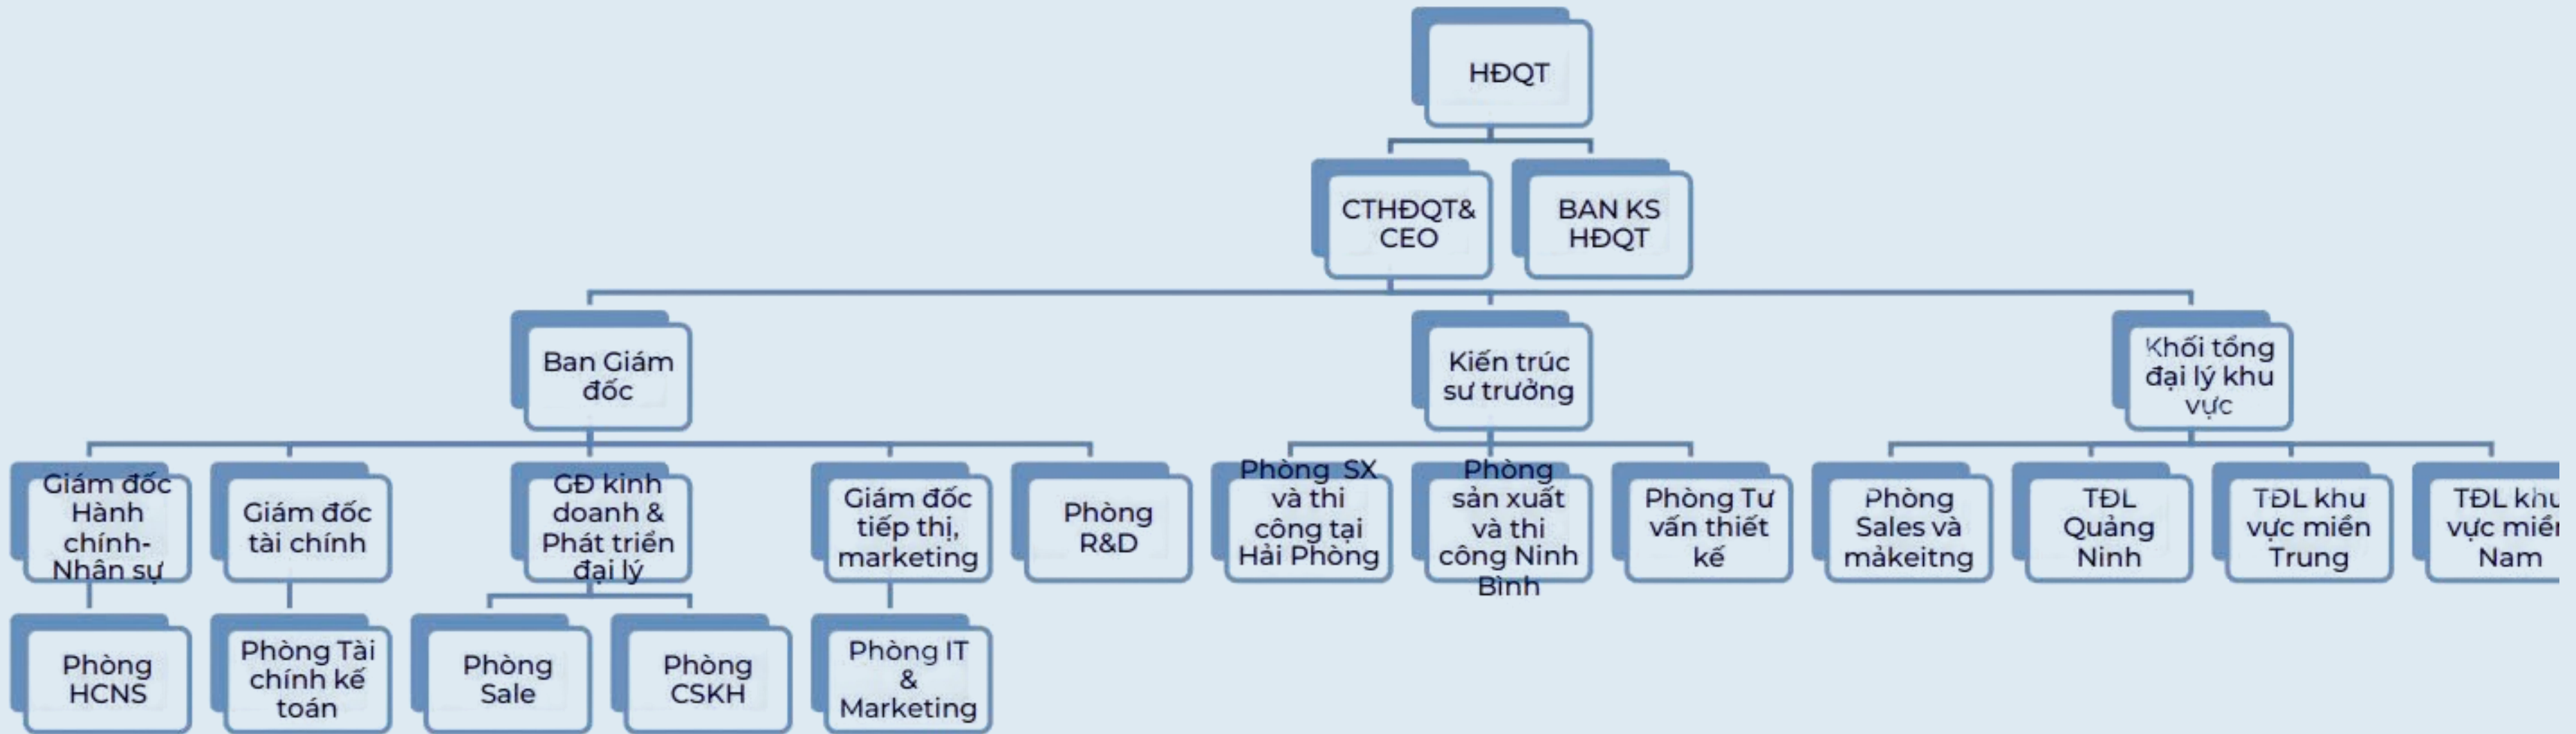 HĐQT
CTHĐQT&
CEO
BAN KS
HĐQT
Ban Giám
đốc
Kiến trúc
sư trưởng
Khối tổng
đại lý khu
vực
Giám đốc
Hành
chính-
Nhân sự
Giám đốc
tài chính
GĐ kinh
doanh &
Phát triển
đại lý
Giám đốc
tiếp thị,
marketing
Phòng
R&D
Phòng SX
và thi
công tại
Hải Phòng
Phòng
sản xuất
và thi
công Ninh
Bình
Phòng Tư
vấn thiết
kế
Phòng
Sales và
mảkeitng
TĐL
Quảng
Ninh
TĐL khu
vực miền
Trung
TĐL khu
vực miền
Nam
Phòng
HCNS
Phòng Tài
chính kế
toán
Phòng
Sale
Phòng
CSKH
Phòng IT
&
Marketing